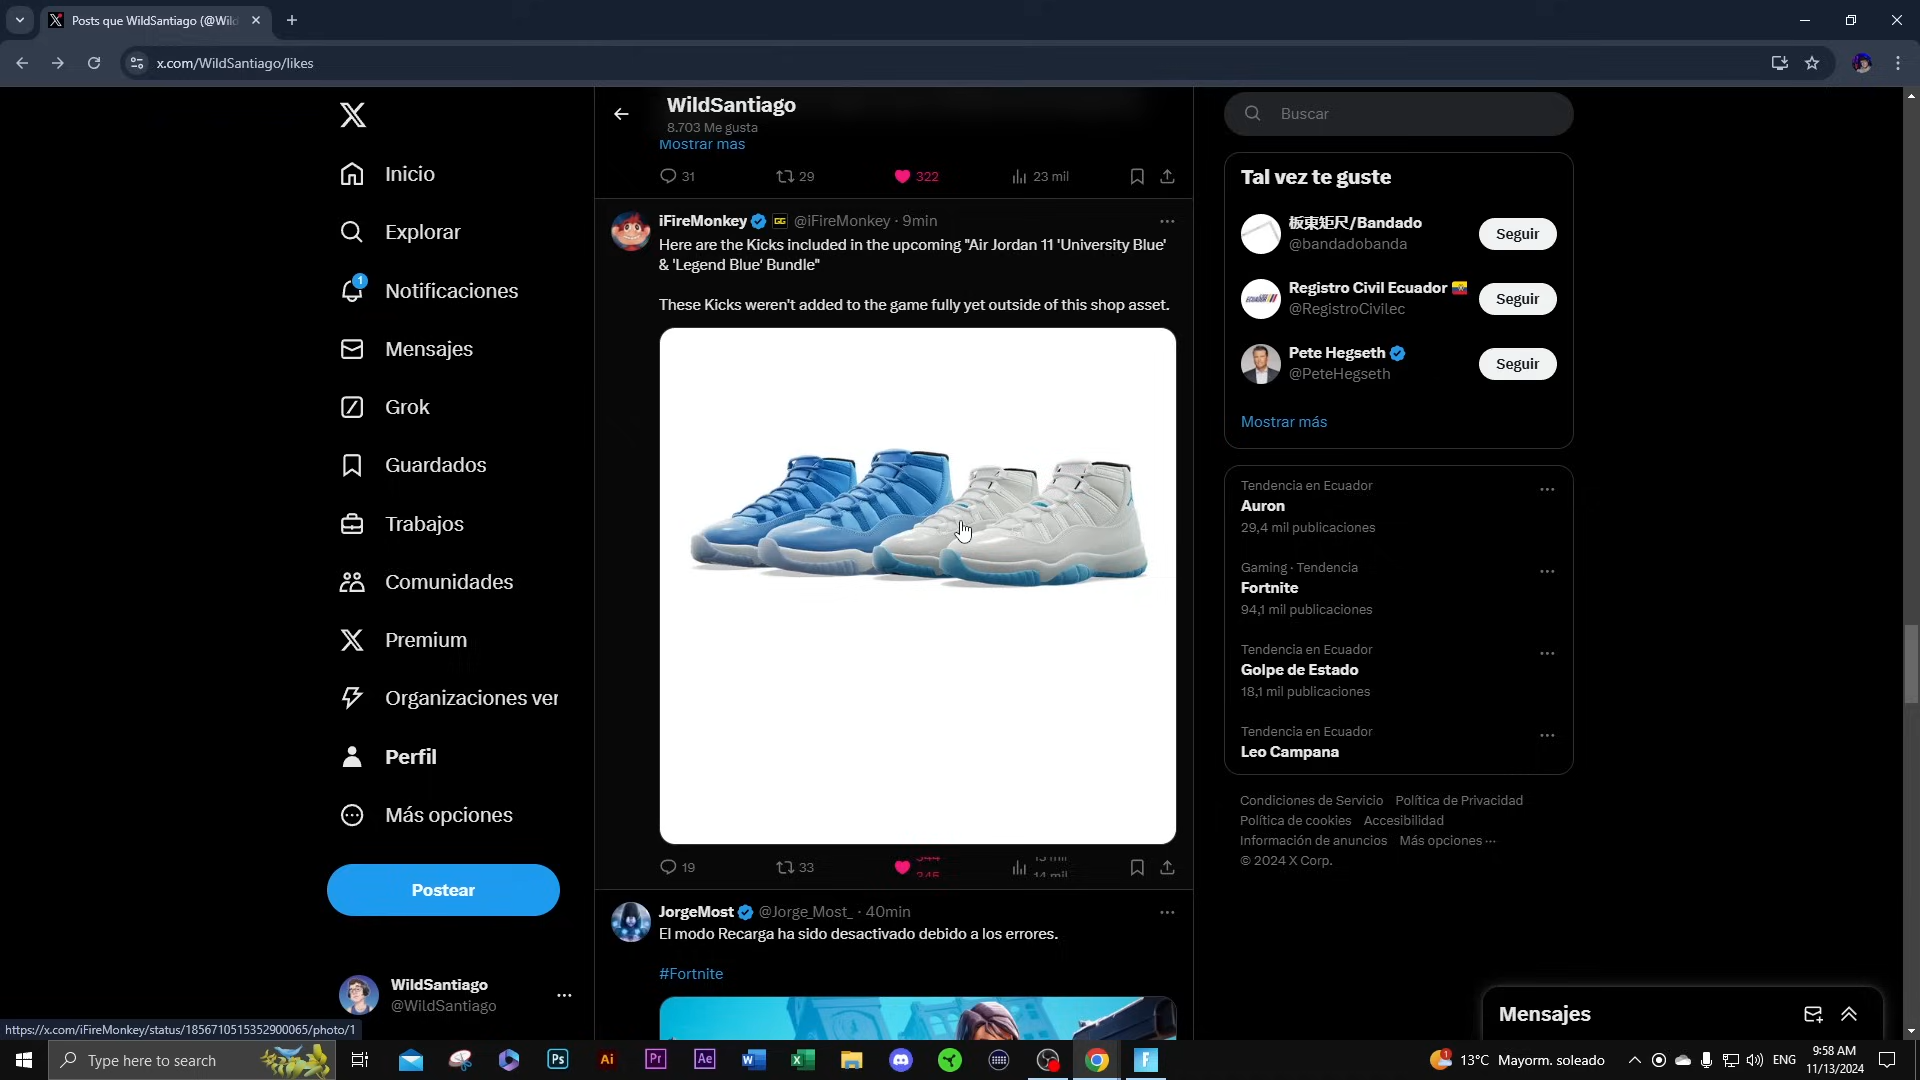 Posts que WildSantiago (@Wild
x.com/WildSantiago/likes
Inicio
Explorar
1
Notificaciones
Mensajes
Grok
Guardados
Trabajos
Comunidades
Premium
Organizaciones ver
Perfil
Más opciones
Postear
WildSantiago
@WildSantiago
WildSantiago
8.703 Me gusta
Mostrar más
31 29 322 23 mil
iFireMonkey GG @iFireMonkey · 9min
Here are the Kicks included in the upcoming "Air Jordan 11 'University Blue'
& 'Legend Blue' Bundle"
These Kicks weren't added to the game fully yet outside of this shop asset.
19 33
JorgeMost @Jorge_Most_ · 40min
El modo Recarga ha sido desactivado debido a los errores.
#Fortnite
Buscar
Tal vez te guste
板東矩尺/Bandado
@bandadobanda
Seguir
Registro Civil Ecuador
@RegistroCivilec
Seguir
Pete Hegseth
@PeteHegseth
Seguir
Mostrar más
Tendencia en Ecuador
Auron
29,4 mil publicaciones
Gaming · Tendencia
Fortnite
94,1 mil publicaciones
Tendencia en Ecuador
Golpe de Estado
18,1 mil publicaciones
Tendencia en Ecuador
Leo Campana
Condiciones de Servicio Política de Privacidad
Política de cookies Accesibilidad
Información de anuncios Más opciones ···
© 2024 X Corp.
Mensajes
https://x.com/iFireMonkey/status/1856710515352900065/photo/1
Type here to search
Ps Ai Pr Ae
1
13°C Mayorm. soleado
ENG
9:58 AM
11/13/2024